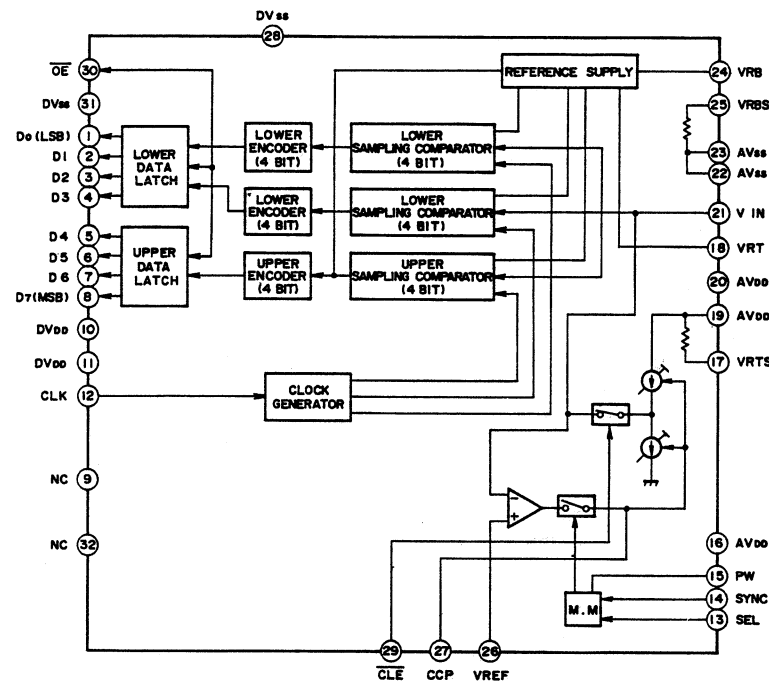 DVss
28
OE 30
REFERENCE SUPPLY
24 VRB
DVss 31
25 VRBS
Do (LSB) 1
D1 2
D2 3
D3 4
LOWER
DATA
LATCH
LOWER
ENCODER
(4 BIT)
LOWER
SAMPLING COMPARATOR
(4 BIT)
23 AVss
22 AVss
LOWER
ENCODER
(4 BIT)
LOWER
SAMPLING COMPARATOR
(4 BIT)
21 V IN
D4 5
D5 6
D6 7
D7(MSB) 8
UPPER
DATA
LATCH
UPPER
ENCODER
(4 BIT)
UPPER
SAMPLING COMPARATOR
(4 BIT)
18 VRT
20 AVDD
DVDD 10
19 AVDD
DVDD 11
17 VRTS
CLK 12
CLOCK
GENERATOR
NC 9
-
+
NC 32
16 AVDD
15 PW
M.M
14 SYNC
13 SEL
29 27 26
CLE CCP VREF